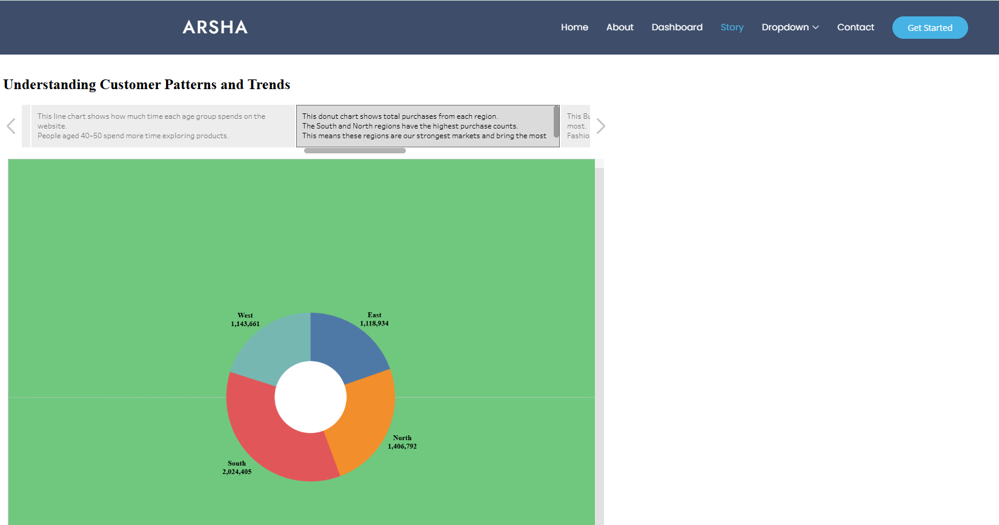 ARSHA
Home About Dashboard Story Dropdown Contact Get Started
Understanding Customer Patterns and Trends
This line chart shows how much time each age group spends on the
website.
People aged 40–50 spend more time exploring products.
This donut chart shows total purchases from each region.
The South and North regions have the highest purchase counts.
This means these regions are our strongest markets and bring the most
This
most.
Fashio
West
1,143,661
East
1,118,934
North
1,406,792
South
2,024,405